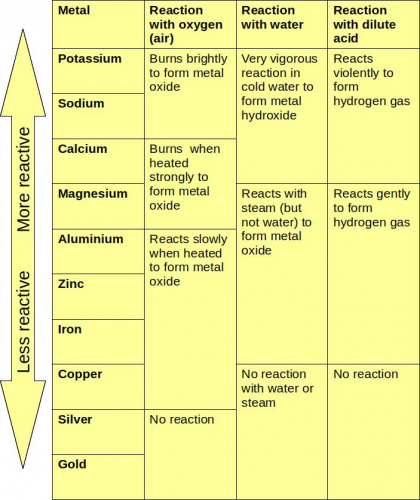 Metal
Reaction
with oxygen
(air)
Reaction
with water
Reaction
with dilute
acid
Potassium
Burns brightly
to form metal
oxide
Very vigorous
reaction in
cold water to
form metal
hydroxide
Reacts
violently to
form
hydrogen gas
Sodium
Calcium
Burns when
heated
strongly to
form metal
oxide
Magnesium
Reacts with
steam (but
not water) to
form metal
oxide
Reacts gently
to form
hydrogen gas
Aluminium
Reacts slowly
when heated
to form metal
oxide
Zinc
Iron
Copper
No reaction
with water or
steam
No reaction
Silver
No reaction
Gold
More reactive
Less reactive